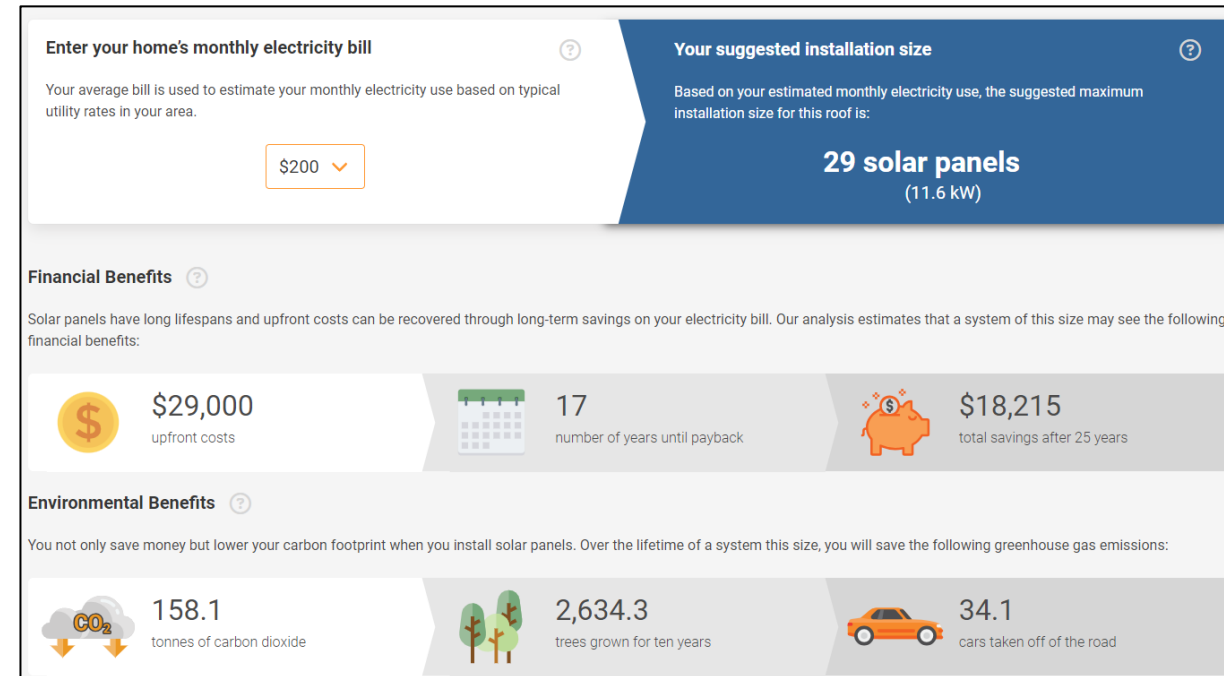 Enter your home's monthly electricity bill
?
Your average bill is used to estimate your monthly electricity use based on typical
utility rates in your area.
$200
Your suggested installation size
?
Based on your estimated monthly electricity use, the suggested maximum
installation size for this roof is:
29 solar panels
(11.6 kW)
Financial Benefits ?
Solar panels have long lifespans and upfront costs can be recovered through long-term savings on your electricity bill. Our analysis estimates that a system of this size may see the following
financial benefits:
$
$29,000
upfront costs
17
number of years until payback
$
$18,215
total savings after 25 years
Environmental Benefits ?
You not only save money but lower your carbon footprint when you install solar panels. Over the lifetime of a system this size, you will save the following greenhouse gas emissions:
CO₂
158.1
tonnes of carbon dioxide
2,634.3
trees grown for ten years
34.1
cars taken off of the road